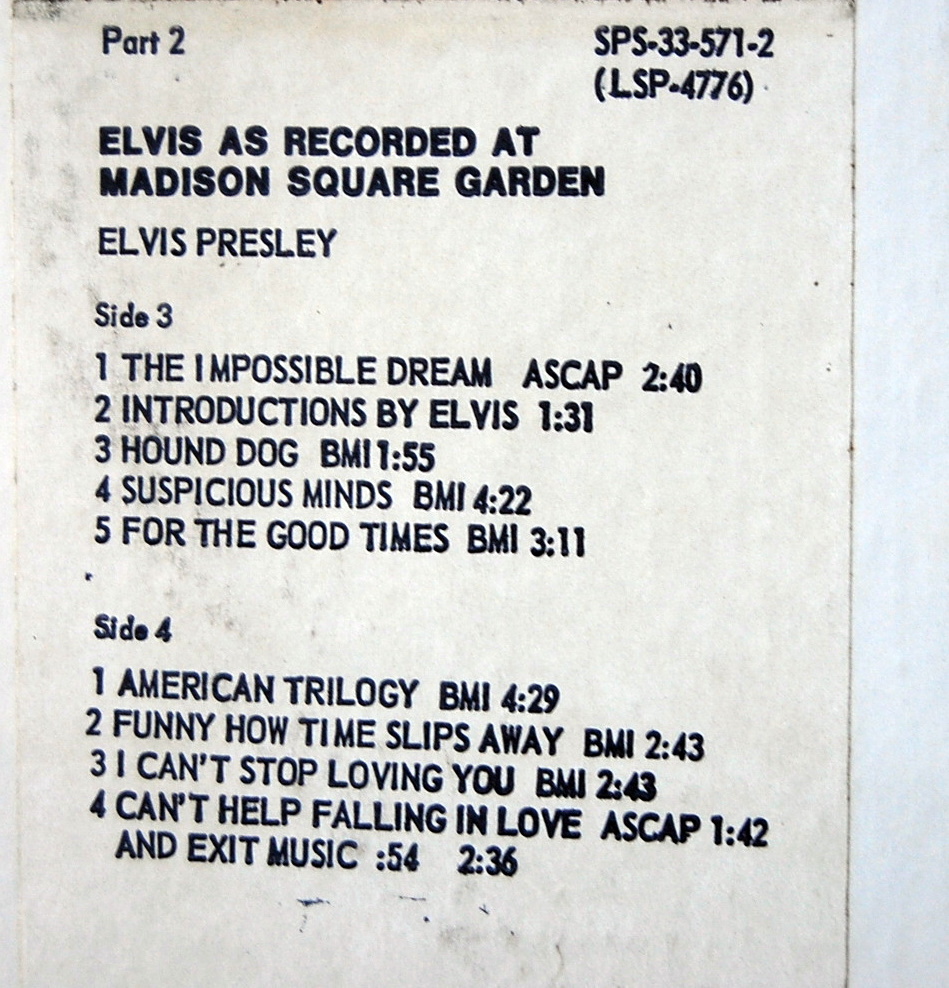 Part 2
SPS-33-571-2
(LSP-4776)
ELVIS AS RECORDED AT
MADISON SQUARE GARDEN
ELVIS PRESLEY
Side 3
1 THE IMPOSSIBLE DREAM ASCAP 2:40
2 INTRODUCTIONS BY ELVIS 1:31
3 HOUND DOG BMI 1:55
4 SUSPICIOUS MINDS BMI 4:22
5 FOR THE GOOD TIMES BMI 3:11
Side 4
1 AMERICAN TRILOGY BMI 4:29
2 FUNNY HOW TIME SLIPS AWAY BMI 2:43
3 I CAN'T STOP LOVING YOU BMI 2:43
4 CAN'T HELP FALLING IN LOVE ASCAP 1:42
AND EXIT MUSIC :54 2:36